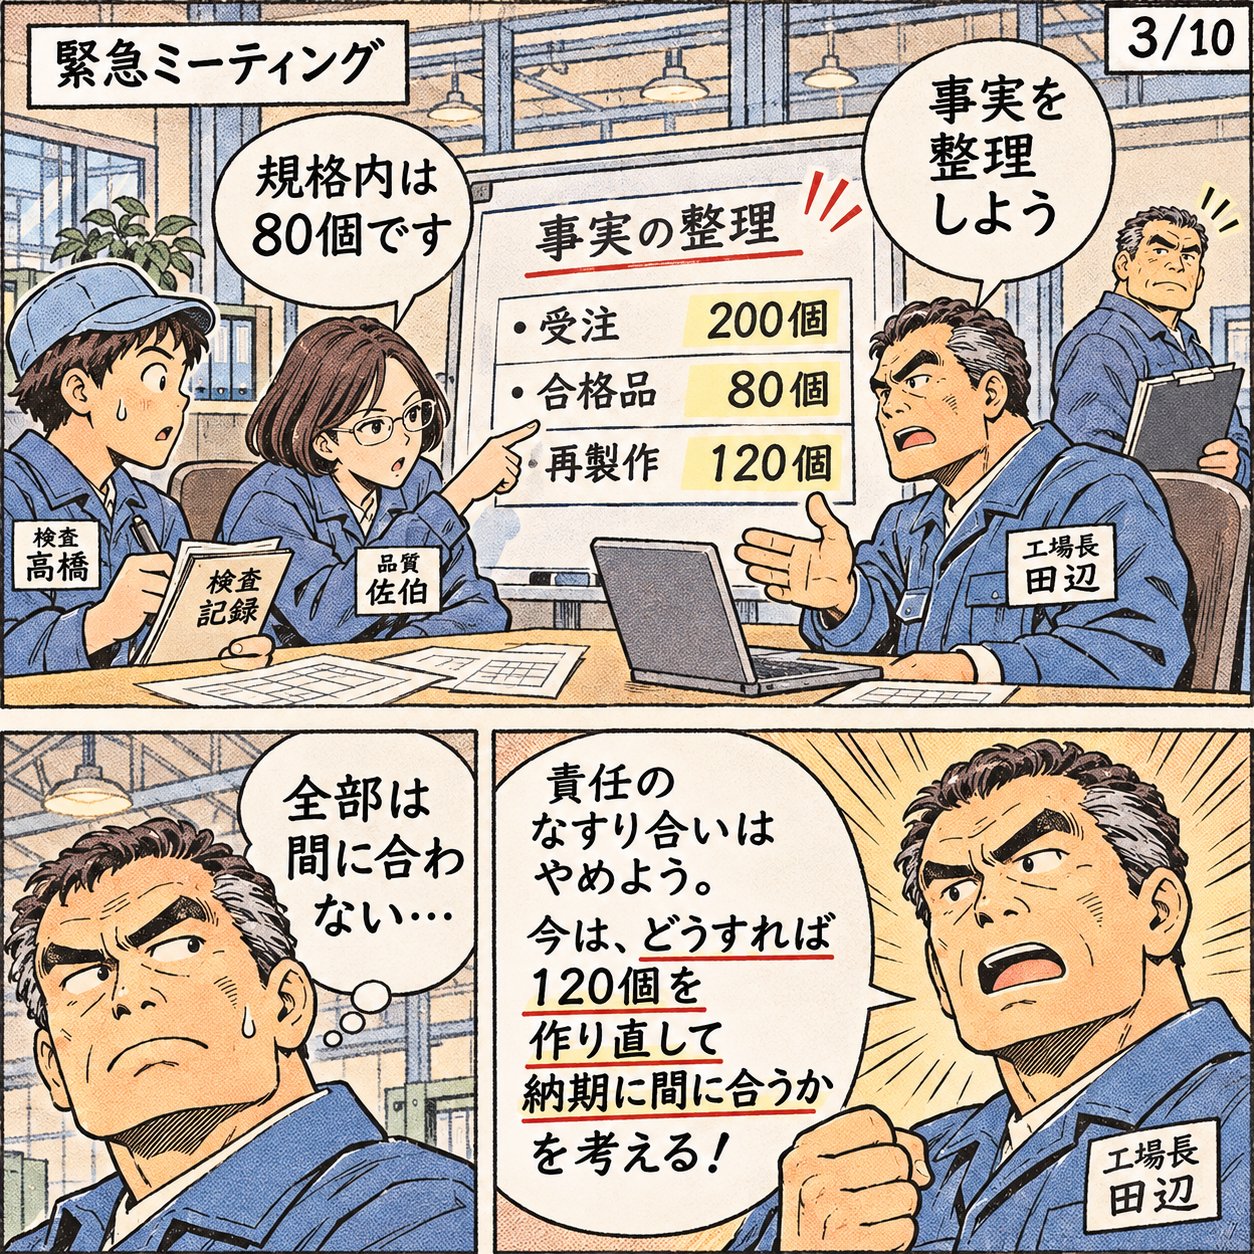 緊急ミーティング
3/10
規格内は
80個です
事実を
整理
しよう
事実の整理
・受注 200個
・合格品 80個
・再製作 120個
検査
高橋
検査
記録
品質
佐伯
工場長
田辺
全部は
間に合わ
ない…
責任の
なすり合いは
やめよう。
今は、どうすれば
120個を
作り直して
納期に間に合うか
を考える!
工場長
田辺